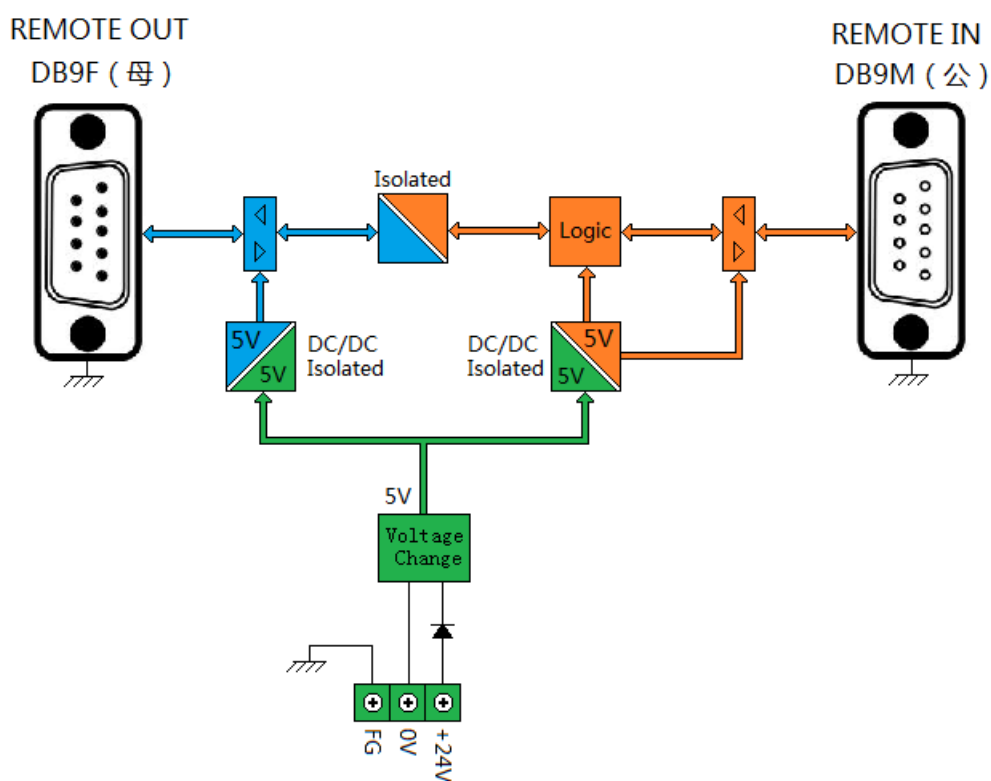 REMOTE OUT
DB9F ( 母 )
REMOTE IN
DB9M ( 公 )
Isolated
Logic
5V
5V
DC/DC
Isolated
DC/DC
Isolated
5V
5V
5V
Voltage
Change
FG
0V
+24V